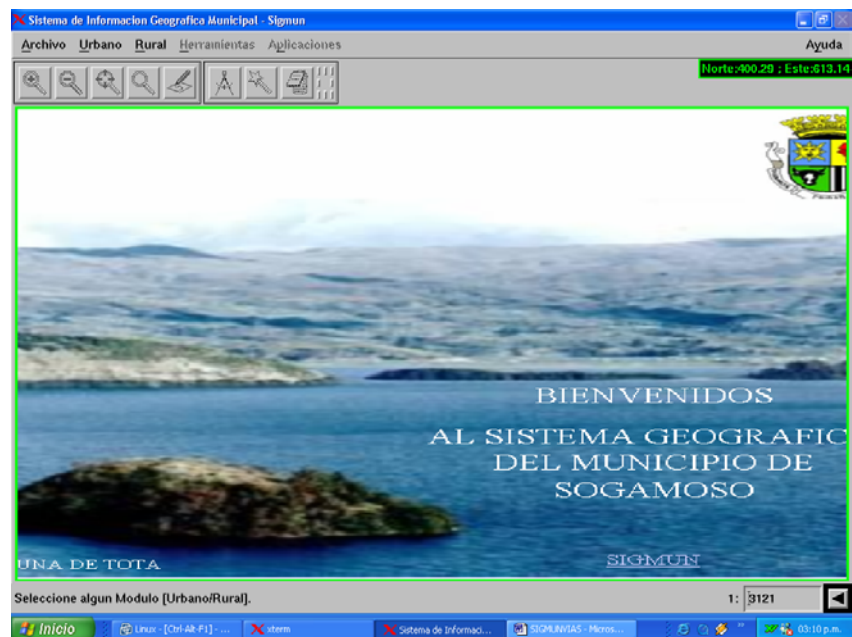 Sistema de Informacion Geografica Municipal - Sigmun
Archivo Urbano Rural Herramientas Aplicaciones Ayuda
Norte:400.29 ; Este:613.14
BIENVENIDOS
AL SISTEMA GEOGRAFIC
DEL MUNICIPIO DE
SOGAMOSO
UNA DE TOTA
SIGMUN
Seleccione algun Modulo [Urbano/Rural].
1: 3121
Inicio
Linux - [Ctrl-Alt-F1] - ...
xterm
Sistema de Informaci...
SIGMUNVIAS - Micros...
03:10 p.m.